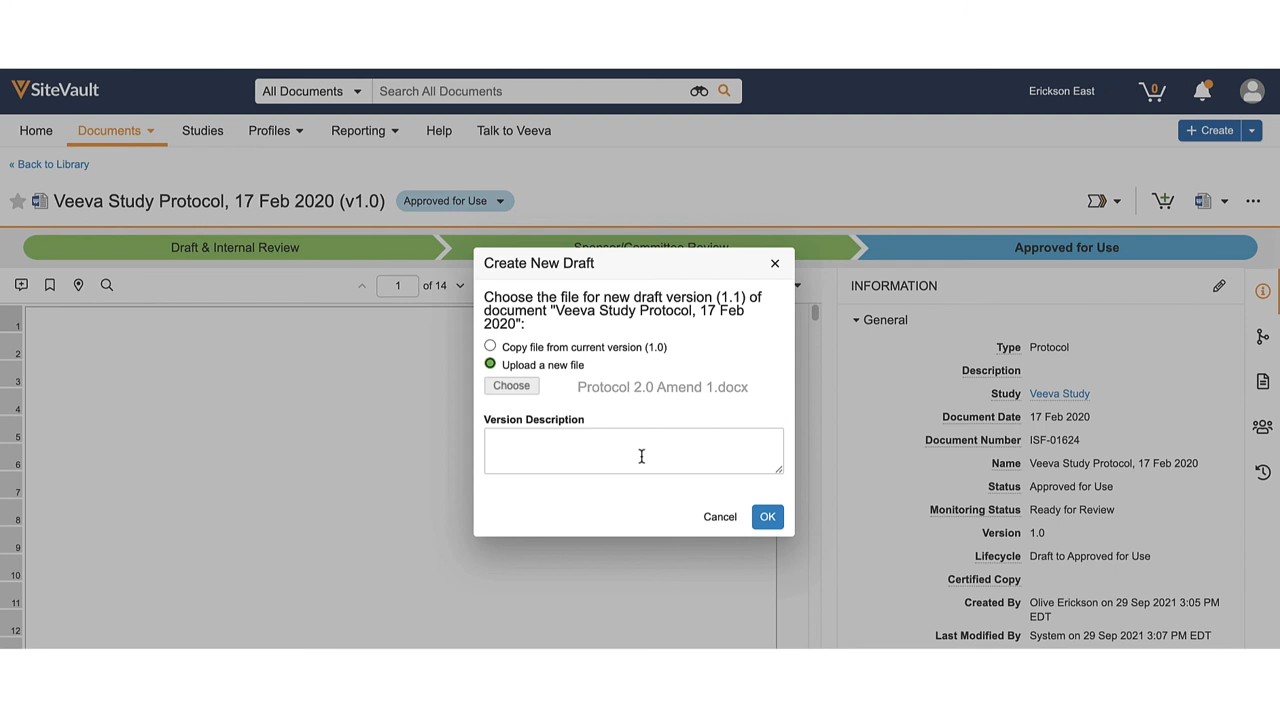 SiteVault
All Documents
Search All Documents
Erickson East
0
Home
Documents
Studies
Profiles
Reporting
Help
Talk to Veeva
+ Create
« Back to Library
Veeva Study Protocol, 17 Feb 2020 (v1.0)
Approved for Use
Draft & Internal Review
Sponsor/Committee Review
Approved for Use
1
of 14
1
2
3
4
5
6
7
8
9
10
11
12
Create New Draft
Choose the file for new draft version (1.1) of
document "Veeva Study Protocol, 17 Feb
2020":
Copy file from current version (1.0)
Upload a new file
Choose
Protocol 2.0 Amend 1.docx
Version Description
Cancel
OK
INFORMATION
General
Type Protocol
Description
Study Veeva Study
Document Date 17 Feb 2020
Document Number ISF-01624
Name Veeva Study Protocol, 17 Feb 2020
Status Approved for Use
Monitoring Status Ready for Review
Version 1.0
Lifecycle Draft to Approved for Use
Certified Copy
Created By Olive Erickson on 29 Sep 2021 3:05 PM
EDT
Last Modified By System on 29 Sep 2021 3:07 PM EDT